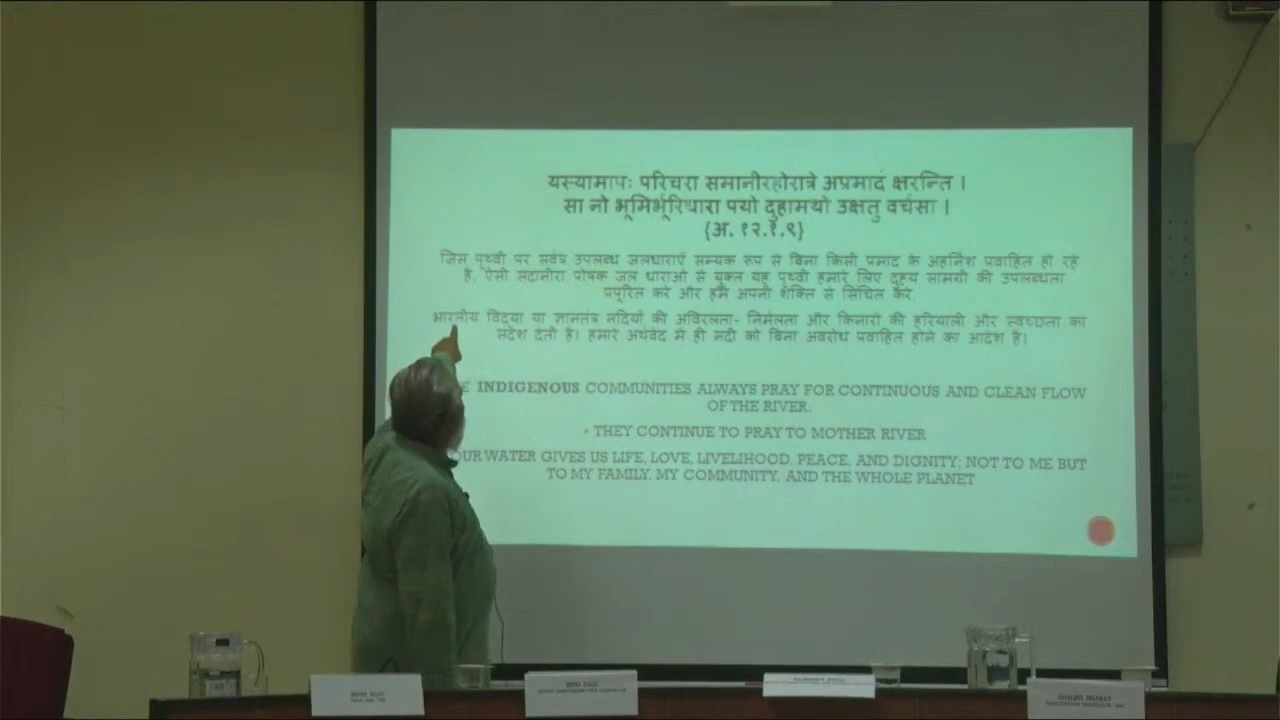 यस्यामापः परिचरा समानीरहोरात्रे अप्रमादं क्षरन्ति ।
सा नो भूमिर्भूरिधारा पयो दुहामथो उक्षतु वर्चसा ।
{अ. १२.१.९}
जिस पृथ्वी पर सर्वत्र उपलब्ध जलधाराएँ सम्यक रुप से बिना किसी प्रमाद के अहर्निश प्रवाहित हो रहे
है. ऐसी सदानीरा पोषक जल धाराओं से युक्त यह पृथ्वी हमारे लिए दुहय सामग्री की उपलब्धता
प्रपूरित करे और हमें अपनी शक्ति से सिंचित करे.
भारतीय विद्या या ज्ञानतंत्र नदियों की अविरलता- निर्मलता और किनारों की हरियाली और स्वच्छता का
संदेश देती है। हमारे अर्थवेद में ही नदी को बिना अवरोध प्रवाहित होने का आदेश है।
INDIGENOUS COMMUNITIES ALWAYS PRAY FOR CONTINUOUS AND CLEAN FLOW
OF THE RIVER.
THEY CONTINUE TO PRAY TO MOTHER RIVER
OUR WATER GIVES US LIFE, LOVE, LIVELIHOOD, PEACE, AND DIGNITY; NOT TO ME BUT
TO MY FAMILY, MY COMMUNITY, AND THE WHOLE PLANET